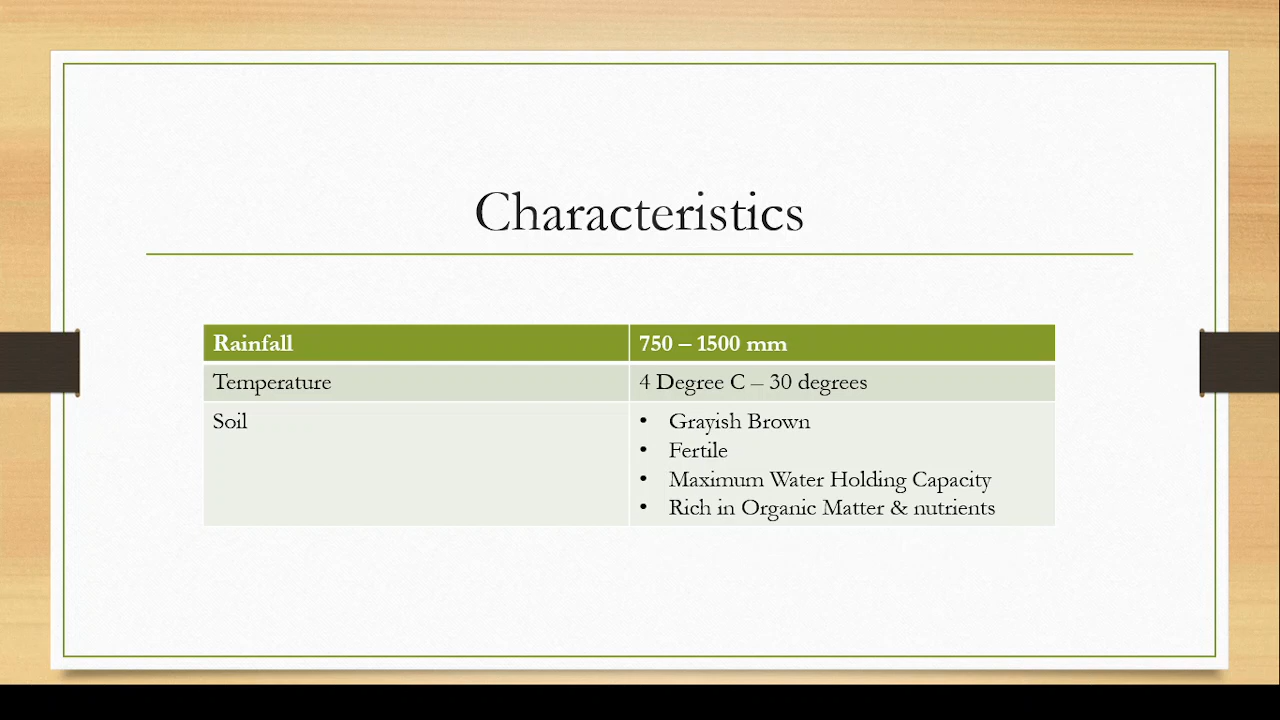 Characteristics
Rainfall 750 – 1500 mm
Temperature 4 Degree C – 30 degrees
Soil • Grayish Brown
• Fertile
• Maximum Water Holding Capacity
• Rich in Organic Matter & nutrients